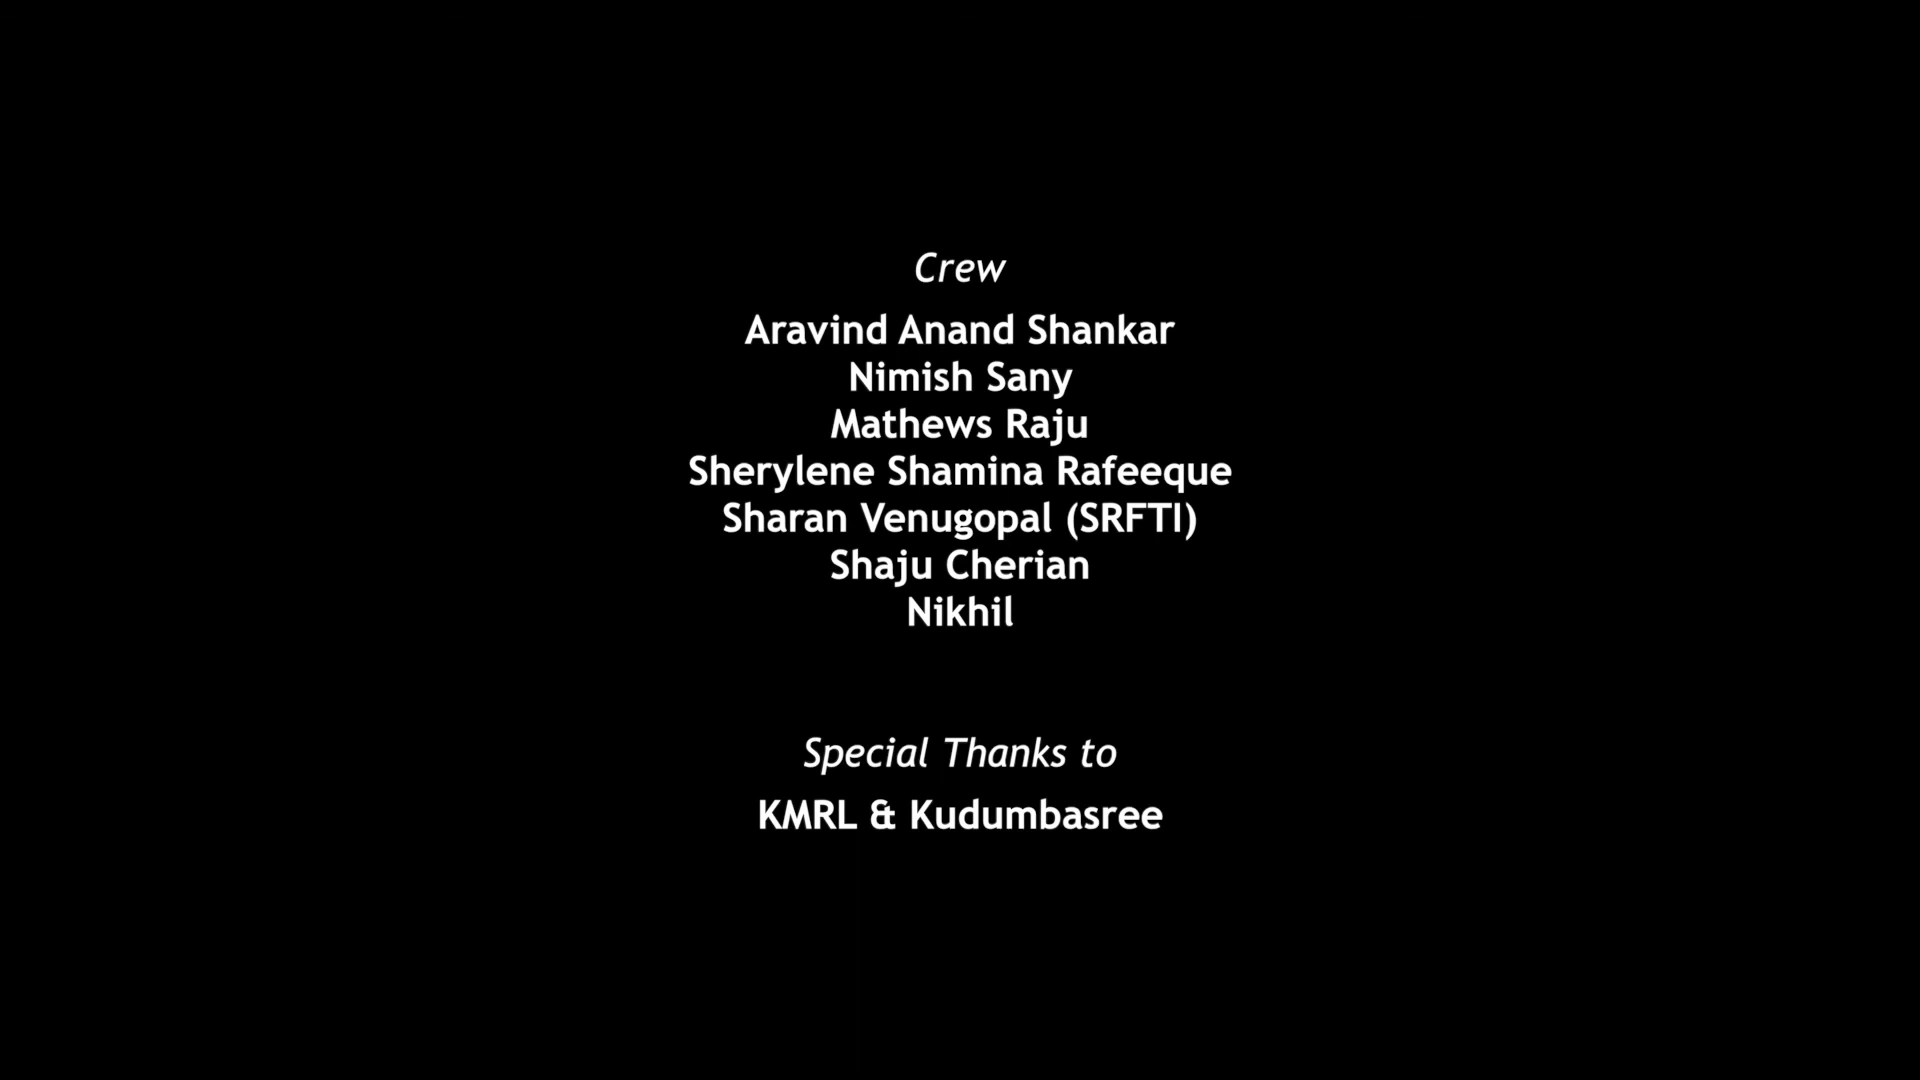 Crew
Aravind Anand Shankar
Nimish Sany
Mathews Raju
Sherylene Shamina Rafeeque
Sharan Venugopal (SRFTI)
Shaju Cherian
Nikhil
Special Thanks to
KMRL & Kudumbasree